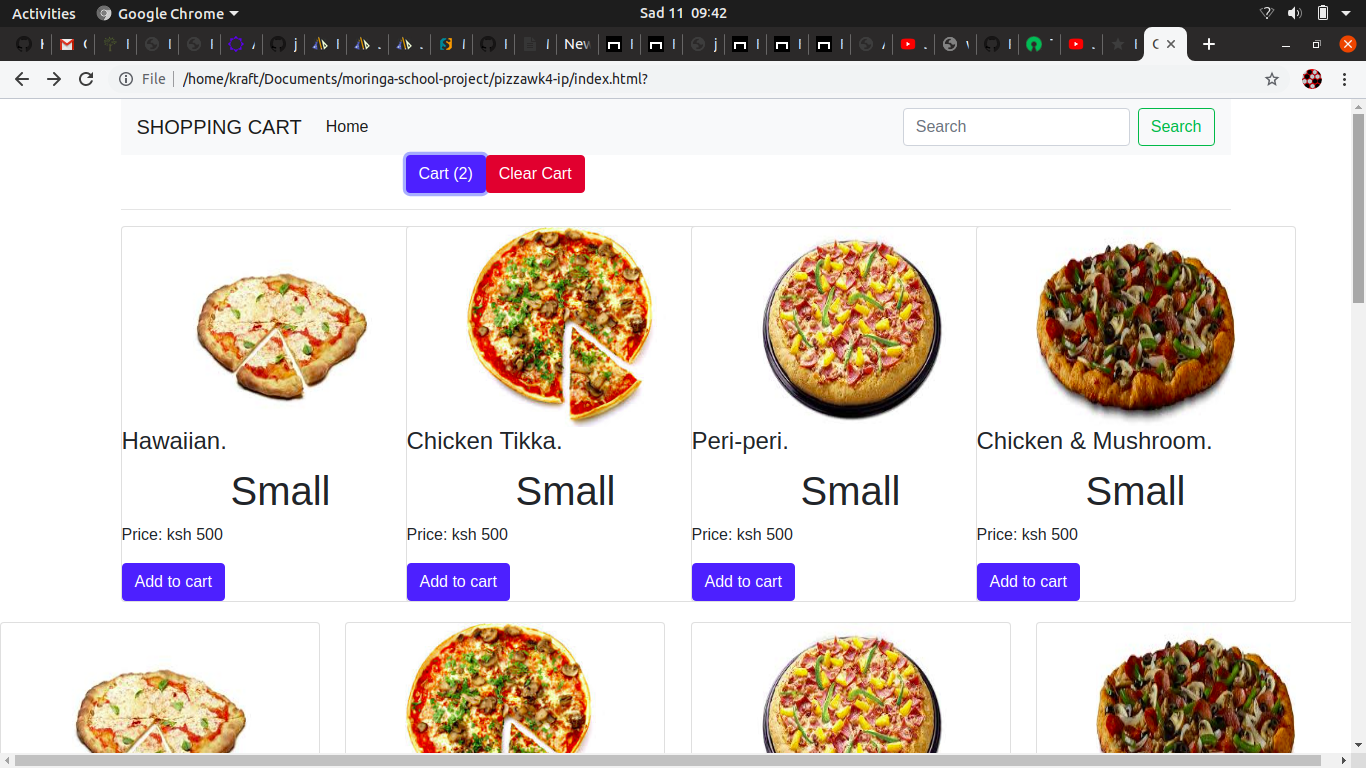 Activities Google Chrome Sad 11 09:42
New
File /home/kraft/Documents/moringa-school-project/pizzawk4-ip/index.html?
SHOPPING CART Home Search Search
Cart (2) Clear Cart
Hawaiian. Chicken Tikka. Peri-peri. Chicken & Mushroom.
Small Small Small Small
Price: ksh 500 Price: ksh 500 Price: ksh 500 Price: ksh 500
Add to cart Add to cart Add to cart Add to cart